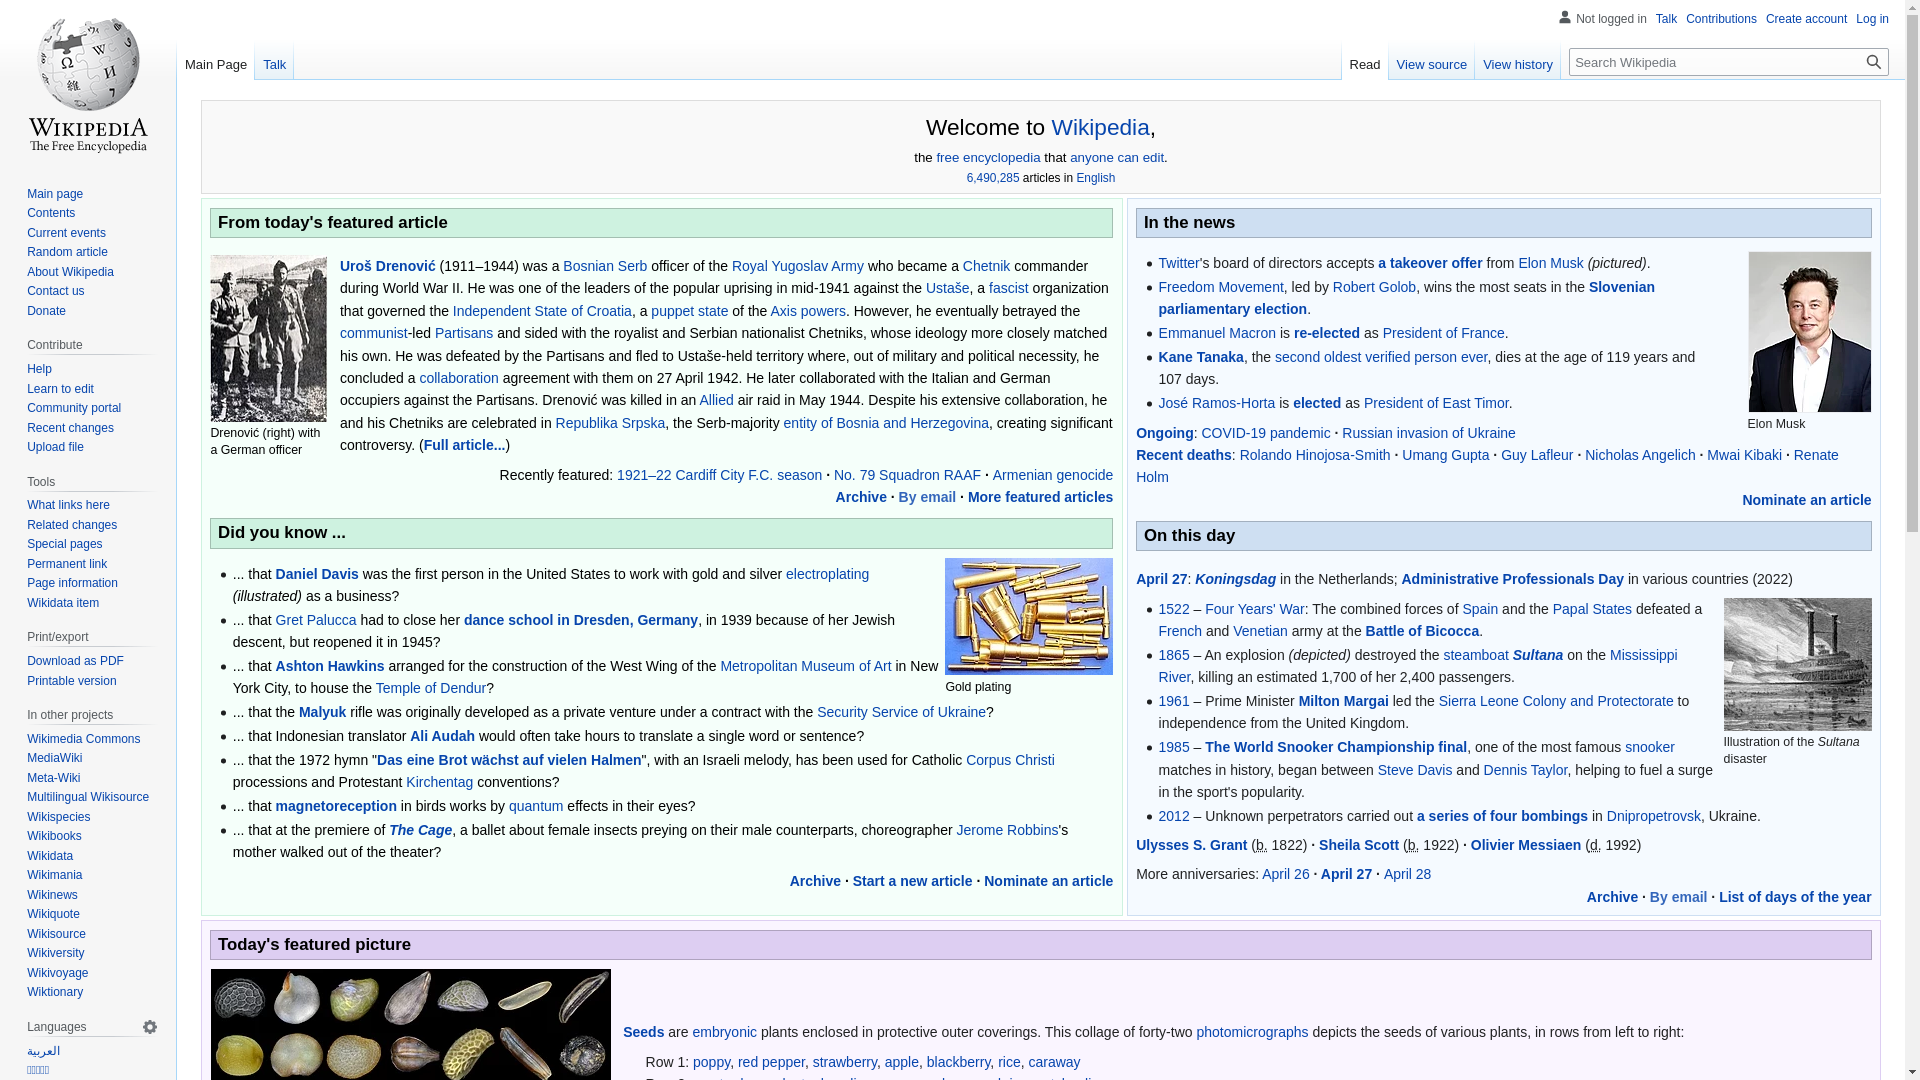 Not logged in Talk Contributions Create account Log in
Main Page Talk Read View source View history Search Wikipedia
WIKIPEDIA
The Free Encyclopedia
Main page
Contents
Current events
Random article
About Wikipedia
Contact us
Donate
Contribute
Help
Learn to edit
Community portal
Recent changes
Upload file
Tools
What links here
Related changes
Special pages
Permanent link
Page information
Wikidata item
Print/export
Download as PDF
Printable version
In other projects
Wikimedia Commons
MediaWiki
Meta-Wiki
Multilingual Wikisource
Wikispecies
Wikibooks
Wikidata
Wikimania
Wikinews
Wikiquote
Wikisource
Wikiversity
Wikivoyage
Wiktionary
Languages
العربية
Welcome to Wikipedia,
the free encyclopedia that anyone can edit.
6,490,285 articles in English
From today's featured article
Drenović (right) with
a German officer
Uroš Drenović (1911–1944) was a Bosnian Serb officer of the Royal Yugoslav Army who became a Chetnik commander
during World War II. He was one of the leaders of the popular uprising in mid-1941 against the Ustaše, a fascist organization
that governed the Independent State of Croatia, a puppet state of the Axis powers. However, he eventually betrayed the
communist-led Partisans and sided with the royalist and Serbian nationalist Chetniks, whose ideology more closely matched
his own. He was defeated by the Partisans and fled to Ustaše-held territory where, out of military and political necessity, he
concluded a collaboration agreement with them on 27 April 1942. He later collaborated with the Italian and German
occupiers against the Partisans. Drenović was killed in an Allied air raid in May 1944. Despite his extensive collaboration, he
and his Chetniks are celebrated in Republika Srpska, the Serb-majority entity of Bosnia and Herzegovina, creating significant
controversy. (Full article...)
Recently featured: 1921–22 Cardiff City F.C. season · No. 79 Squadron RAAF · Armenian genocide
Archive · By email · More featured articles
Did you know ...
... that Daniel Davis was the first person in the United States to work with gold and silver electroplating
(illustrated) as a business?
... that Gret Palucca had to close her dance school in Dresden, Germany, in 1939 because of her Jewish
descent, but reopened it in 1945?
... that Ashton Hawkins arranged for the construction of the West Wing of the Metropolitan Museum of Art in New
York City, to house the Temple of Dendur?
... that the Malyuk rifle was originally developed as a private venture under a contract with the Security Service of Ukraine?
... that Indonesian translator Ali Audah would often take hours to translate a single word or sentence?
... that the 1972 hymn "Das eine Brot wächst auf vielen Halmen", with an Israeli melody, has been used for Catholic Corpus Christi
processions and Protestant Kirchentag conventions?
... that magnetoreception in birds works by quantum effects in their eyes?
... that at the premiere of The Cage, a ballet about female insects preying on their male counterparts, choreographer Jerome Robbins's
mother walked out of the theater?
Gold plating
Archive · Start a new article · Nominate an article
In the news
Twitter's board of directors accepts a takeover offer from Elon Musk (pictured).
Freedom Movement, led by Robert Golob, wins the most seats in the Slovenian
parliamentary election.
Emmanuel Macron is re-elected as President of France.
Kane Tanaka, the second oldest verified person ever, dies at the age of 119 years and
107 days.
José Ramos-Horta is elected as President of East Timor.
Elon Musk
Ongoing: COVID-19 pandemic · Russian invasion of Ukraine
Recent deaths: Rolando Hinojosa-Smith · Umang Gupta · Guy Lafleur · Nicholas Angelich · Mwai Kibaki · Renate
Holm
Nominate an article
On this day
April 27: Koningsdag in the Netherlands; Administrative Professionals Day in various countries (2022)
1522 – Four Years' War: The combined forces of Spain and the Papal States defeated a
French and Venetian army at the Battle of Bicocca.
1865 – An explosion (depicted) destroyed the steamboat Sultana on the Mississippi
River, killing an estimated 1,700 of her 2,400 passengers.
1961 – Prime Minister Milton Margai led the Sierra Leone Colony and Protectorate to
independence from the United Kingdom.
1985 – The World Snooker Championship final, one of the most famous snooker
matches in history, began between Steve Davis and Dennis Taylor, helping to fuel a surge
in the sport's popularity.
2012 – Unknown perpetrators carried out a series of four bombings in Dnipropetrovsk, Ukraine.
Illustration of the Sultana
disaster
Ulysses S. Grant (b. 1822) · Sheila Scott (b. 1922) · Olivier Messiaen (d. 1992)
More anniversaries: April 26 · April 27 · April 28
Archive · By email · List of days of the year
Today's featured picture
Seeds are embryonic plants enclosed in protective outer coverings. This collage of forty-two photomicrographs depicts the seeds of various plants, in rows from left to right:
Row 1: poppy, red pepper, strawberry, apple, blackberry, rice, caraway